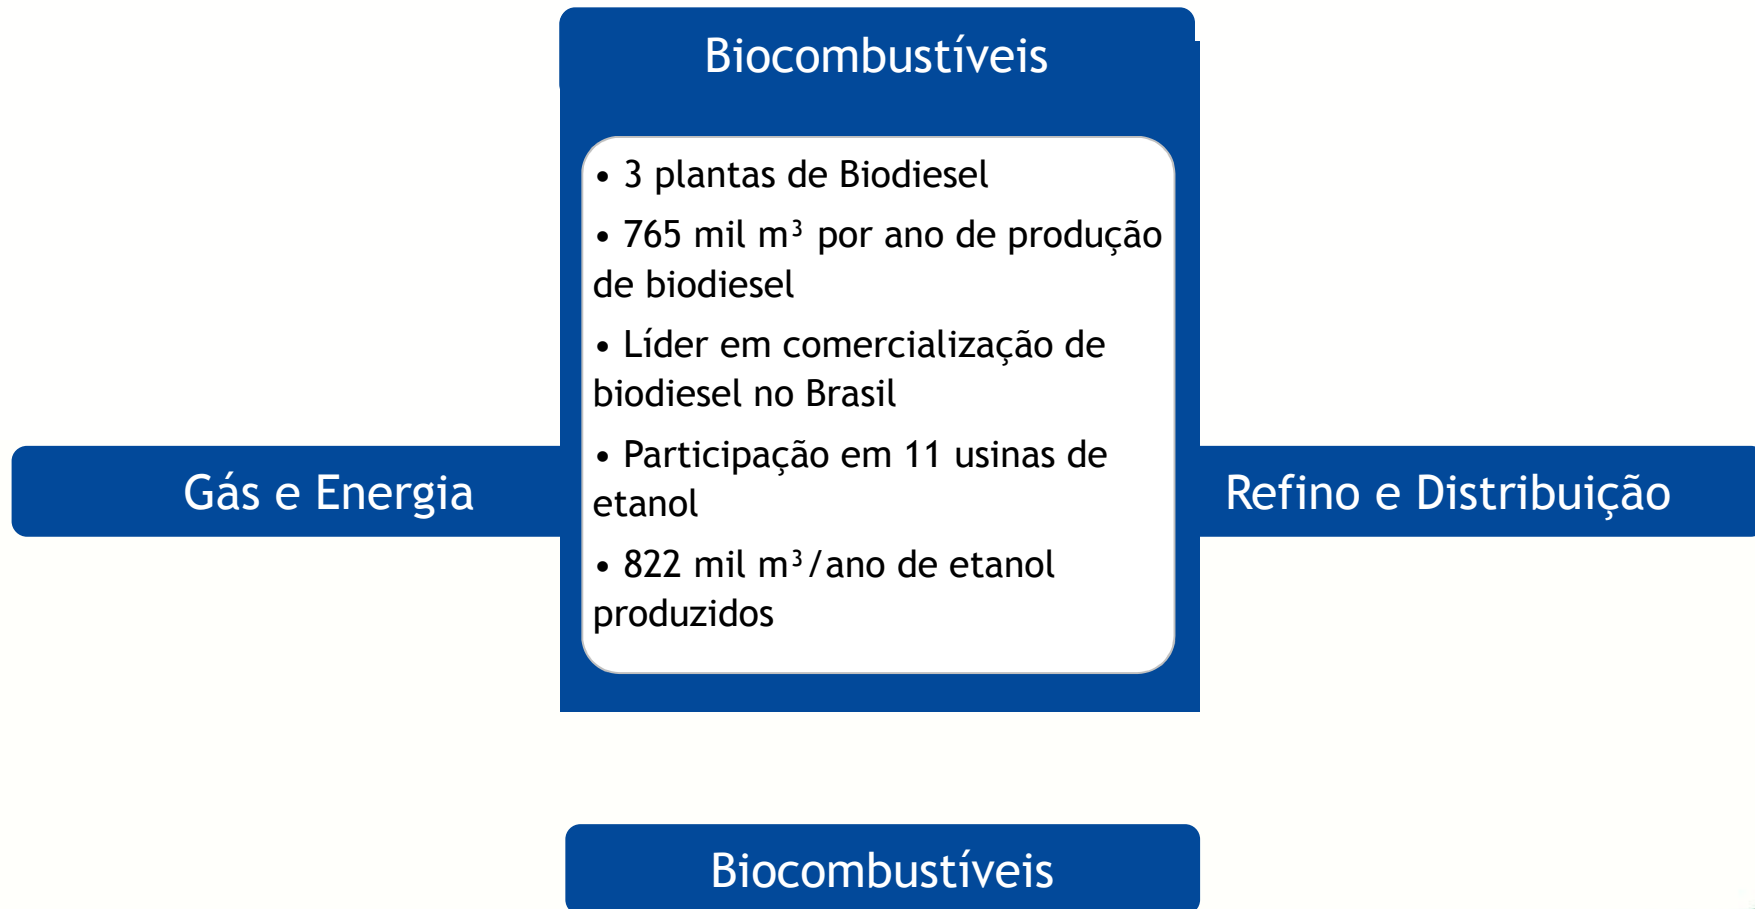 Biocombustíveis
• 3 plantas de Biodiesel
• 765 mil m³ por ano de produção
de biodiesel
• Líder em comercialização de
biodiesel no Brasil
• Participação em 11 usinas de
etanol
• 822 mil m³/ano de etanol
produzidos
Gás e Energia
Refino e Distribuição
Biocombustíveis